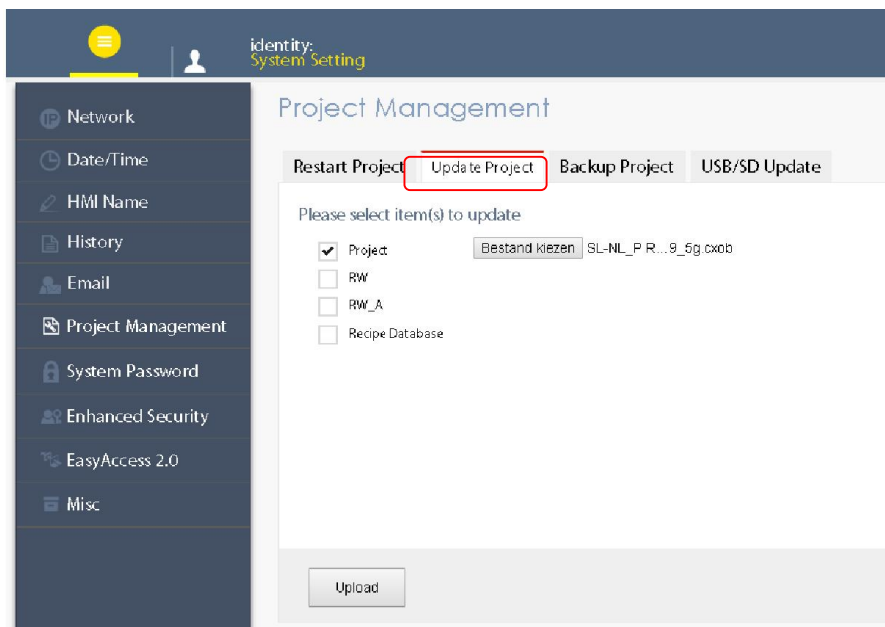 identity:
System Setting
Network
Date/Time
HMI Name
History
Email
Project Management
System Password
Enhanced Security
EasyAccess 2.0
Misc
Project Management
Restart Project Update Project Backup Project USB/SD Update
Please select item(s) to update
Project Bestand kiezen SL-NL_P R...9_5g.cxob
RW
RW_A
Recipe Database
Upload